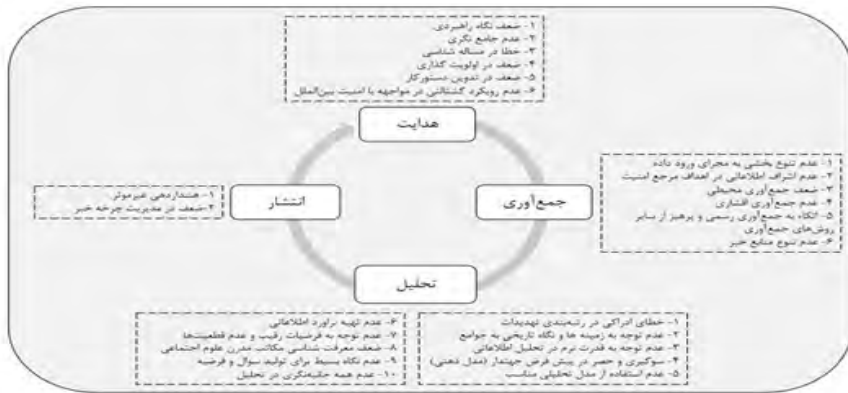 ۱- ضعف نگاه راهبردی
۲- عدم جامع نگری
۳- خطا در مساله شناسی
۴- ضعف در اولویت گذاری
۵- ضعف در تدوین دستورکار
۶- عدم رویکرد گشتالتی در مواجهه با امنیت بین‌الملل
هدایت
۱- عدم تنوع بخشی به مجرای ورود داده
۲- عدم اشراف اطلاعاتی در اهداف مرجع امنیت
۳- ضعف جمع‌آوری محیطی
۴- عدم جمع‌آوری اقشاری
۵- اتکاء به جمع‌آوری رسمی و پرهیز از سایر
روش‌های جمع‌آوری
۶- عدم تنوع منابع خبر
جمع‌آوری
انتشار
۱- هشداردهی غیرموثر
۲- ضعف در مدیریت چرخه خبر
تحلیل
۱- خطای ادراکی در رتبه‌بندی تهدیدات
۲- عدم توجه به زمینه ها و نگاه تاریخی به جوامع
۳- عدم توجه به قدرت نرم در تحلیل اطلاعاتی
۴- سوگیری و حصر در پیش فرض جهتدار (مدل ذهنی)
۵- عدم استفاده از مدل تحلیلی مناسب
۶- عدم تهیه براورد اطلاعاتی
۷- عدم توجه به فرضیات رقیب و عدم قطعیت‌ها
۸- ضعف معرفت شناسی مکاتب مدرن علوم اجتماعی
۹- عدم نگاه بسیط برای تولید سوال و فرضیه
۱۰- عدم همه جانبه‌نگری در تحلیل